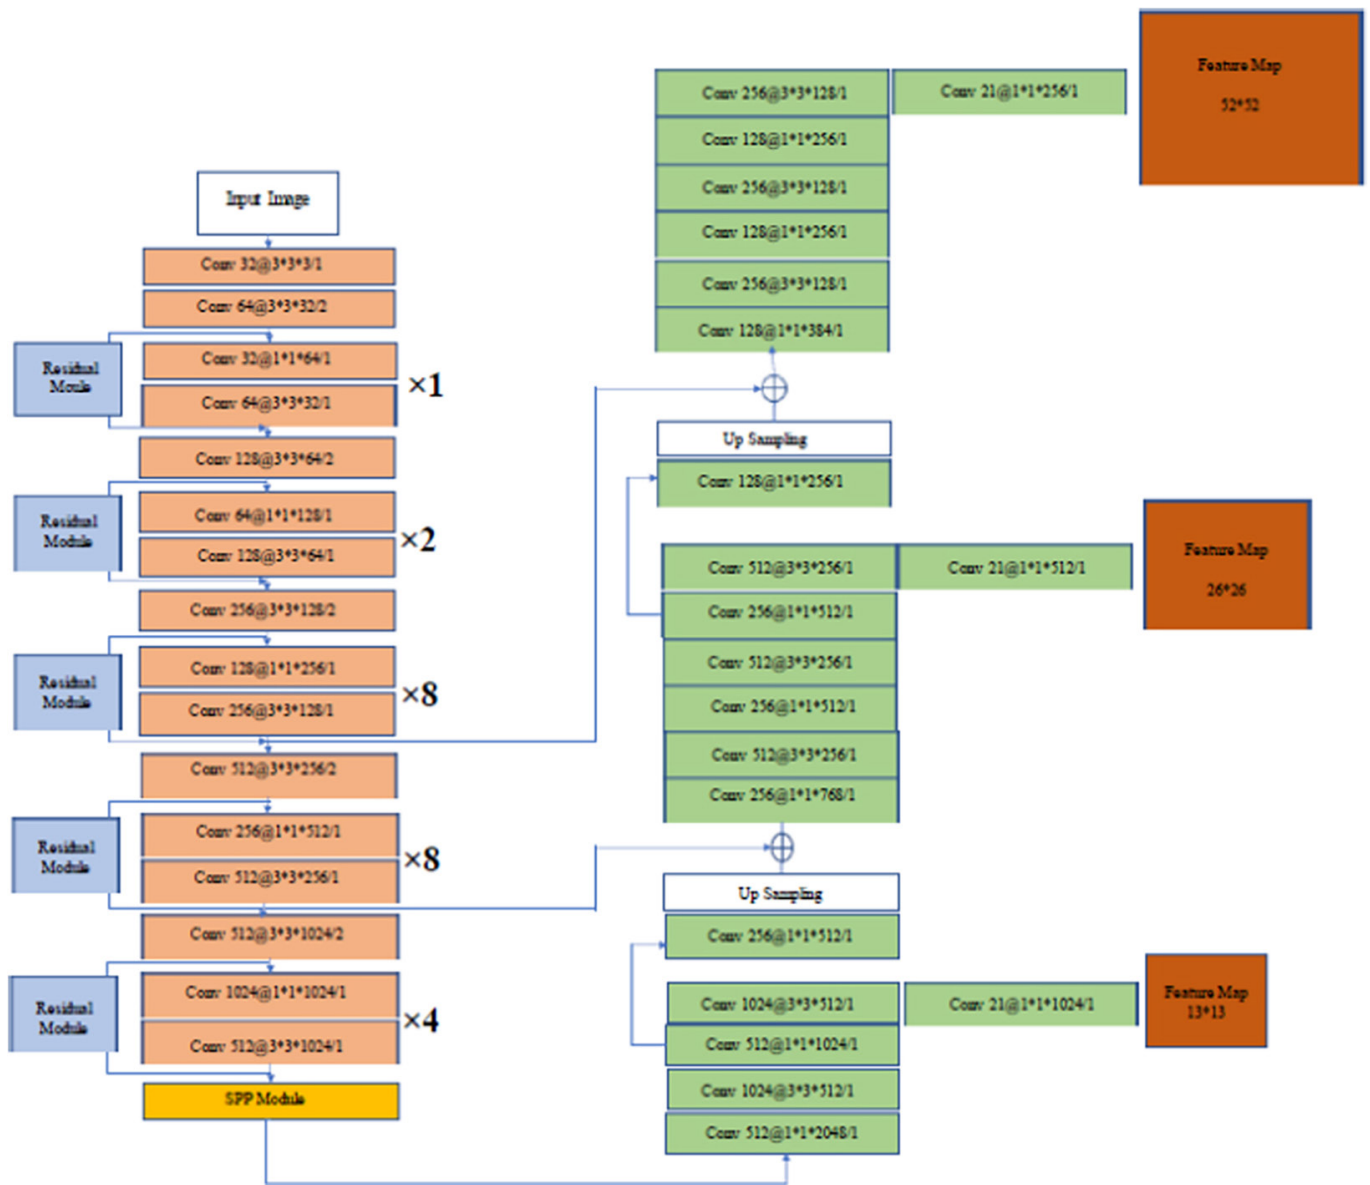 Input Image
Conv 32@3*3*3/1
Conv 64@3*3*32/2
Residual
Moule
Conv 32@1*1*64/1
Conv 64@3*3*32/1
×1
Conv 128@3*3*64/2
Residual
Module
Conv 64@1*1*128/1
Conv 128@3*3*64/1
×2
Conv 256@3*3*128/2
Residual
Module
Conv 128@1*1*256/1
Conv 256@3*3*128/1
×8
Conv 512@3*3*256/2
Residual
Module
Conv 256@1*1*512/1
Conv 512@3*3*256/1
×8
Conv 512@3*3*1024/2
Residual
Module
Conv 1024@1*1*1024/1
Conv 512@3*3*1024/1
×4
SPP Module
Conv 256@3*3*128/1
Conv 21@1*1*256/1
Feature Map
52*52
Conv 128@1*1*256/1
Conv 256@3*3*128/1
Conv 128@1*1*256/1
Conv 256@3*3*128/1
Conv 128@1*1*384/1
Up Sampling
Conv 128@1*1*256/1
Conv 512@3*3*256/1
Conv 21@1*1*512/1
Feature Map
26*26
Conv 256@1*1*512/1
Conv 512@3*3*256/1
Conv 256@1*1*512/1
Conv 512@3*3*256/1
Conv 256@1*1*768/1
Up Sampling
Conv 256@1*1*512/1
Conv 1024@3*3*512/1
Conv 21@1*1*1024/1
Feature Map
13*13
Conv 512@1*1*1024/1
Conv 1024@3*3*512/1
Conv 512@1*1*2048/1